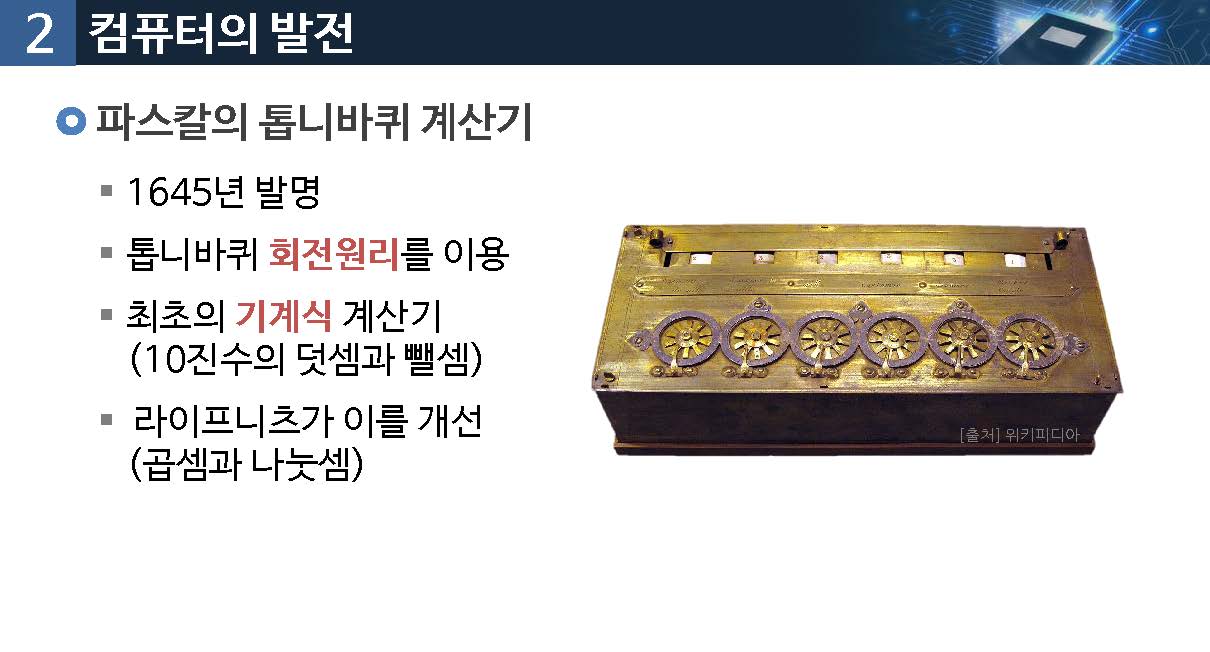 2 컴퓨터의 발전
파스칼의 톱니바퀴 계산기
1645년 발명
톱니바퀴 회전원리를 이용
최초의 기계식 계산기
(10진수의 덧셈과 뺄셈)
라이프니츠가 이를 개선
(곱셈과 나눗셈)
[출처] 위키피디아